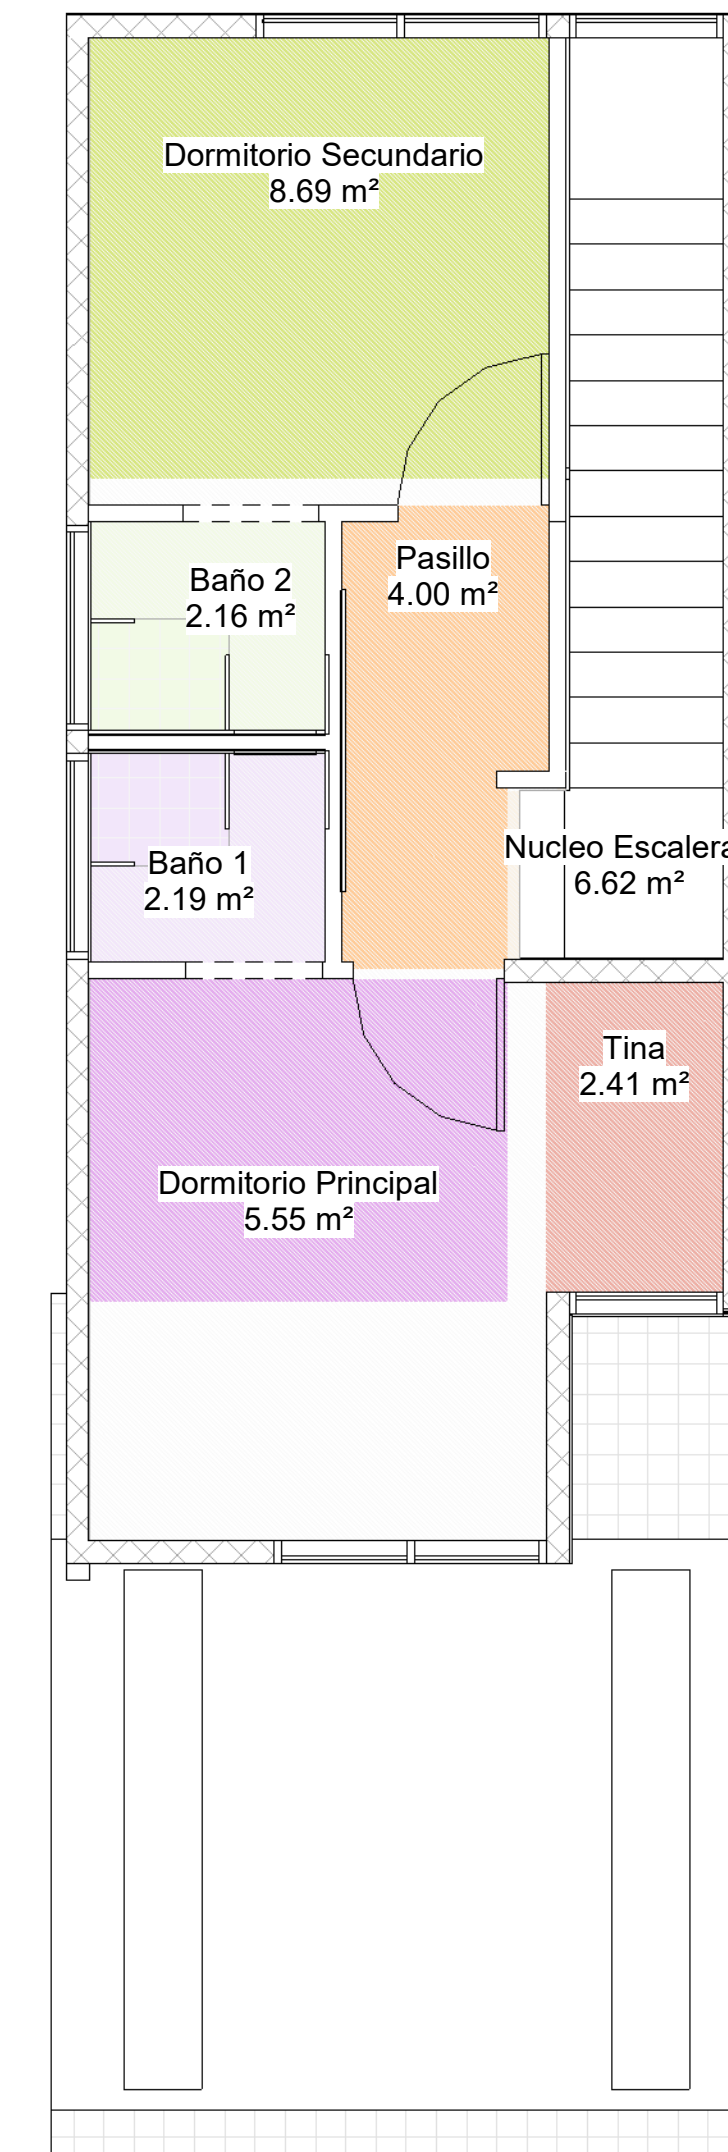 Dormitorio Secundario
8.69 m²
Pasillo
4.00 m²
Baño 2
2.16 m²
Nucleo Escalera
6.62 m²
Baño 1
2.19 m²
Tina
2.41 m²
Dormitorio Principal
5.55 m²